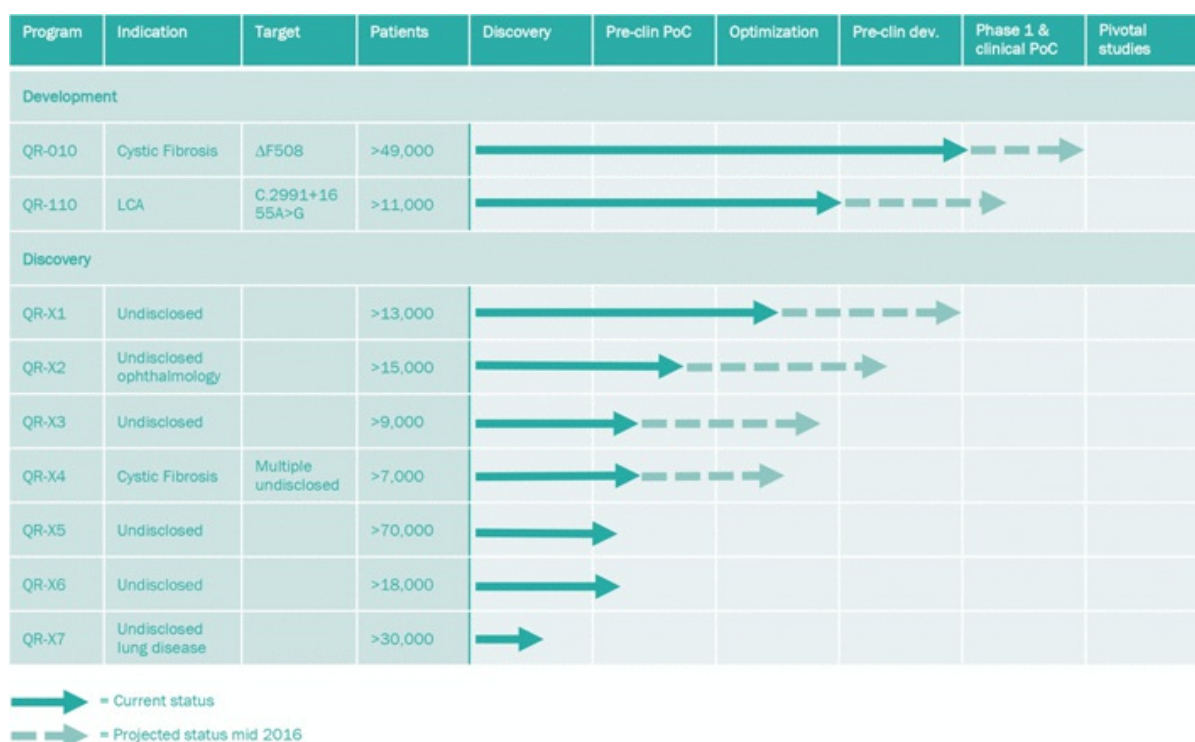 Program Indication Target Patients Discovery Pre-clin PoC Optimization Pre-clin dev. Phase 1 & clinical PoC Pivotal studies
Development
QR-010 Cystic Fibrosis ΔF508 >49,000
QR-110 LCA C.2991+16 55A>G >11,000
Discovery
QR-X1 Undisclosed >13,000
QR-X2 Undisclosed ophthalmology >15,000
QR-X3 Undisclosed >9,000
QR-X4 Cystic Fibrosis Multiple undisclosed >7,000
QR-X5 Undisclosed >70,000
QR-X6 Undisclosed >18,000
QR-X7 Undisclosed lung disease >30,000
= Current status
= Projected status mid 2016